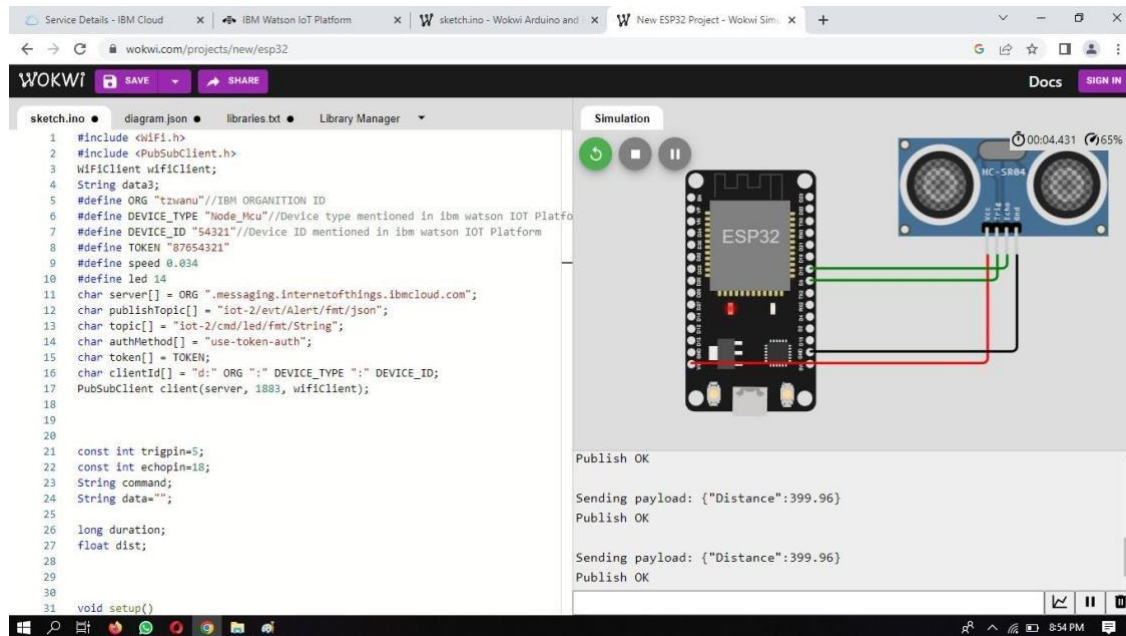 Service Details - IBM Cloud
IBM Watson IoT Platform
sketch.ino - Wokwi Arduino and
New ESP32 Project - Wokwi Sim
wokwi.com/projects/new/esp32
WOKWI SAVE SHARE Docs SIGN IN
sketch.ino diagram.json libraries.txt Library Manager
1 #include <WiFi.h>
2 #include <PubSubClient.h>
3 WiFiClient wifiClient;
4 String data3;
5 #define ORG "tzwanu"//IBM ORGANITION ID
6 #define DEVICE_TYPE "Node_Mcu"//Device type mentioned in ibm watson IOT Platfo
7 #define DEVICE_ID "54321"//Device ID mentioned in ibm watson IOT Platform
8 #define TOKEN "87654321"
9 #define speed 0.034
10 #define led 14
11 char server[] = ORG ".messaging.internetofthings.ibmcloud.com";
12 char publishTopic[] = "iot-2/evt/Alert/fmt/json";
13 char topic[] = "iot-2/cmd/led/fmt/String";
14 char authMethod[] = "use-token-auth";
15 char token[] = TOKEN;
16 char clientId[] = "d:" ORG ":" DEVICE_TYPE ":" DEVICE_ID;
17 PubSubClient client(server, 1883, wifiClient);
18
19
20
21 const int trigpin=5;
22 const int echopin=18;
23 String command;
24 String data="";
25
26 long duration;
27 float dist;
28
29
30
31 void setup()
Simulation
00:04.431 65%
HC-SR04
Vcc
Trig
Echo
Gnd
ESP32
Publish OK
Sending payload: {"Distance":399.96}
Publish OK
Sending payload: {"Distance":399.96}
Publish OK
8:54 PM